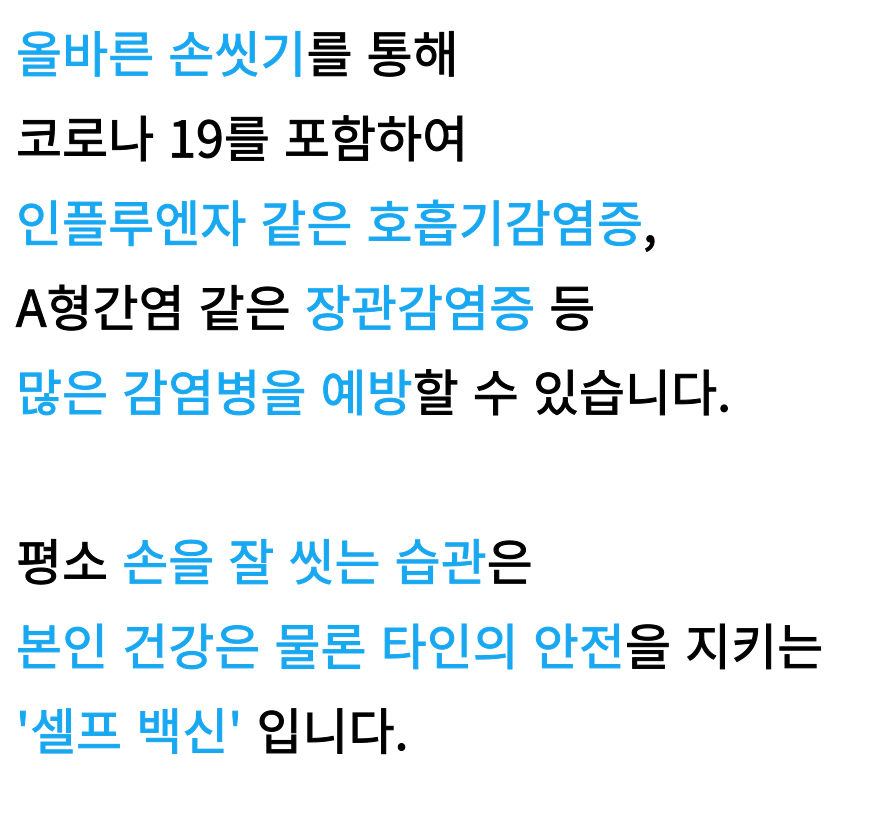 올바른 손씻기를 통해
코로나 19를 포함하여
인플루엔자 같은 호흡기감염증,
A형간염 같은 장관감염증 등
많은 감염병을 예방할 수 있습니다.
평소 손을 잘 씻는 습관은
본인 건강은 물론 타인의 안전을 지키는
'셀프 백신' 입니다.